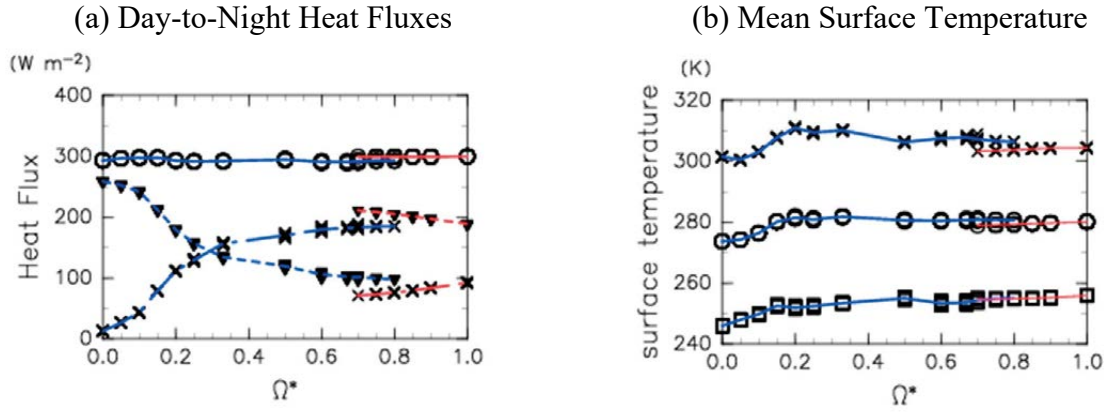 (a) Day-to-Night Heat Fluxes
(W m⁻²)
400
300
200
100
0
Heat Flux
0.0 0.2 0.4 0.6 0.8 1.0
Ω*
(b) Mean Surface Temperature
(K)
320
300
280
260
240
surface temperature
0.0 0.2 0.4 0.6 0.8 1.0
Ω*